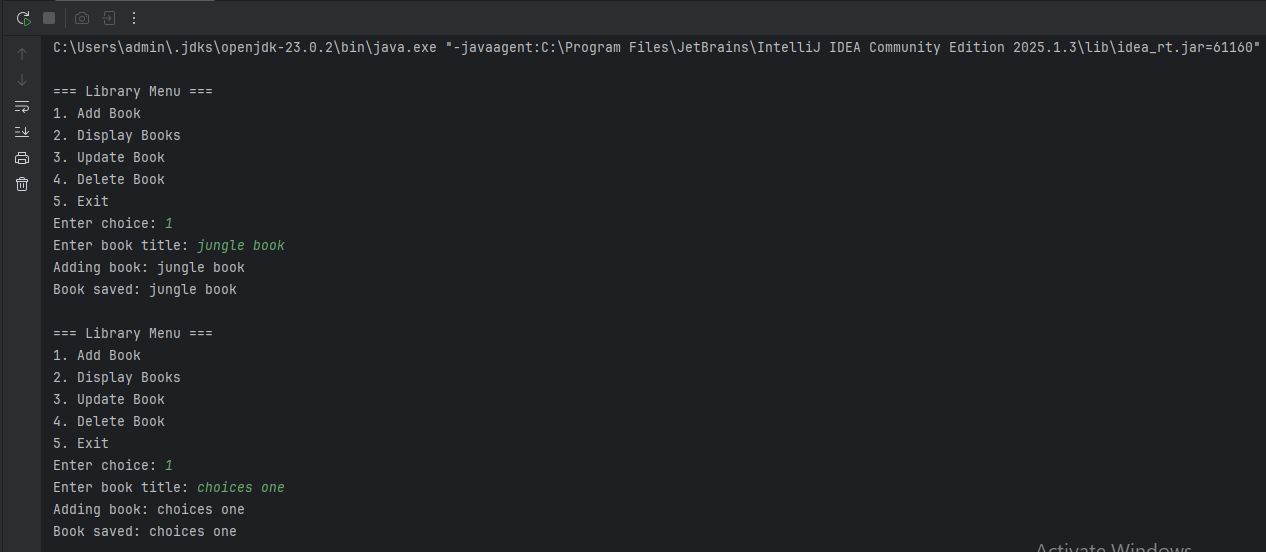 C:\Users\admin\.jdks\openjdk-23.0.2\bin\java.exe "-javaagent:C:\Program Files\JetBrains\IntelliJ IDEA Community Edition 2025.1.3\lib\idea_rt.jar=61160"
=== Library Menu ===
1. Add Book
2. Display Books
3. Update Book
4. Delete Book
5. Exit
Enter choice: 1
Enter book title: jungle book
Adding book: jungle book
Book saved: jungle book
=== Library Menu ===
1. Add Book
2. Display Books
3. Update Book
4. Delete Book
5. Exit
Enter choice: 1
Enter book title: choices one
Adding book: choices one
Book saved: choices one
Activate Windows